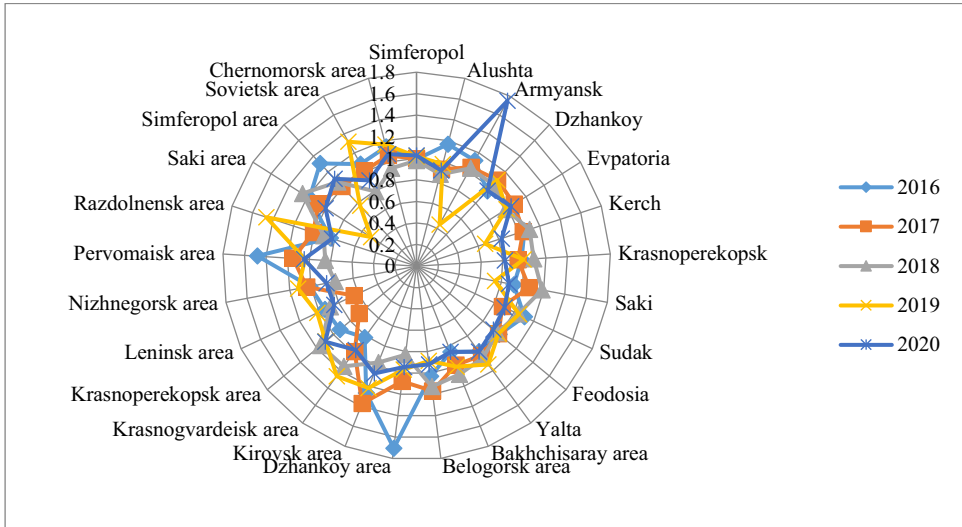 Simferopol
Alushta
Armyansk
Dzhankoy
Evpatoria
Kerch
Krasnoperekopsk
Saki
Sudak
Feodosia
Yalta
Bakhchisaray area
Belogorsk area
Dzhankoy area
Kirovsk area
Krasnogvardeisk area
Krasnoperekopsk area
Leninsk area
Nizhnegorsk area
Pervomaisk area
Razdolnensk area
Saki area
Simferopol area
Sovietsk area
Chernomorsk area
1.8
1.6
1.4
1.2
1
0.8
0.6
0.4
0.2
0
2016
2017
2018
2019
2020